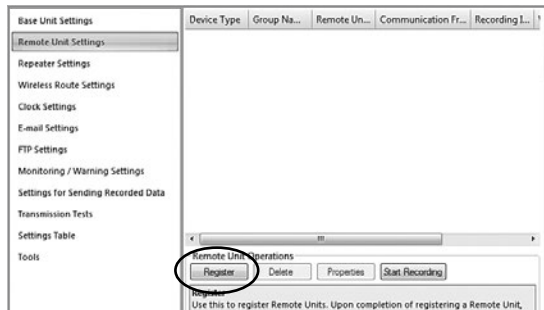 Base Unit Settings
Remote Unit Settings
Repeater Settings
Wireless Route Settings
Clock Settings
E-mail Settings
FTP Settings
Monitoring / Warning Settings
Settings for Sending Recorded Data
Transmission Tests
Settings Table
Tools
Device Type Group Na... Remote Un... Communication Fr... Recording I...
Remote Unit Operations
Register Delete Properties Start Recording
Register
Use this to register Remote Units. Upon completion of registering a Remote Unit,